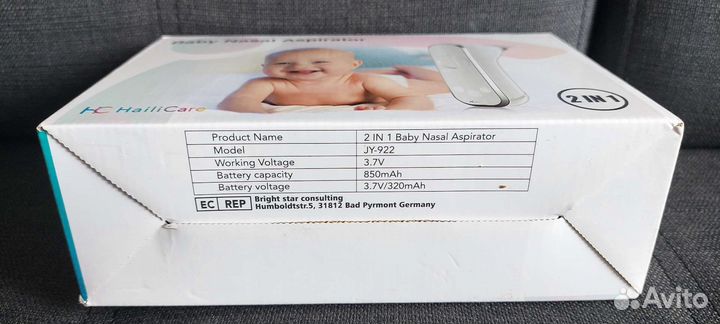 Baby Nasal Aspirator
HC HailiCare
2 IN 1
Product Name 2 IN 1 Baby Nasal Aspirator
Model JY-922
Working Voltage 3.7V
Battery capacity 850mAh
Battery voltage 3.7V/320mAh
EC REP Bright star consulting
Humboldtstr.5, 31812 Bad Pyrmont Germany
Avito